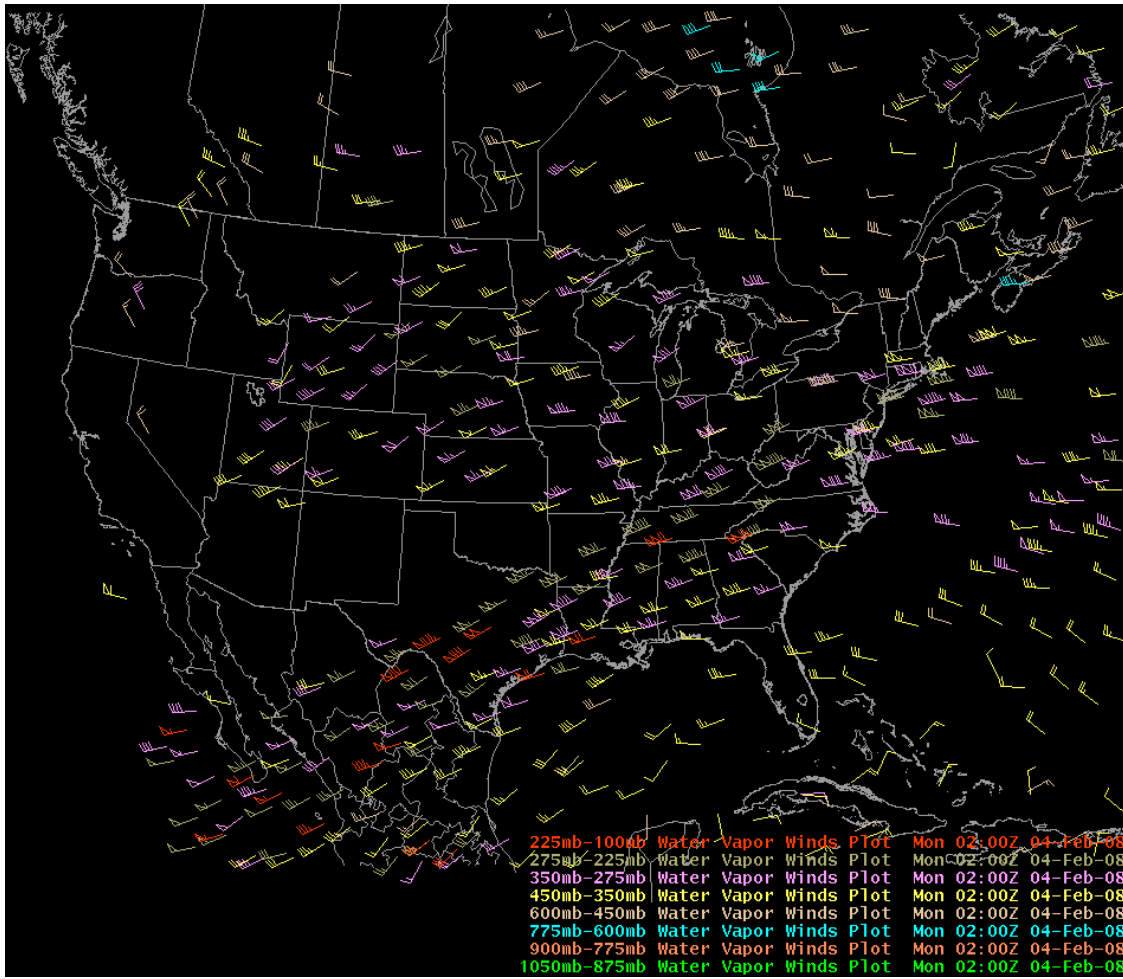 225mb-100mb Water Vapor Winds Plot Mon 02:00Z 04-Feb-08
275mb-225mb Water Vapor Winds Plot Mon 02:00Z 04-Feb-08
350mb-275mb Water Vapor Winds Plot Mon 02:00Z 04-Feb-08
450mb-350mb Water Vapor Winds Plot Mon 02:00Z 04-Feb-08
600mb-450mb Water Vapor Winds Plot Mon 02:00Z 04-Feb-08
775mb-600mb Water Vapor Winds Plot Mon 02:00Z 04-Feb-08
900mb-775mb Water Vapor Winds Plot Mon 02:00Z 04-Feb-08
1050mb-875mb Water Vapor Winds Plot Mon 02:00Z 04-Feb-08